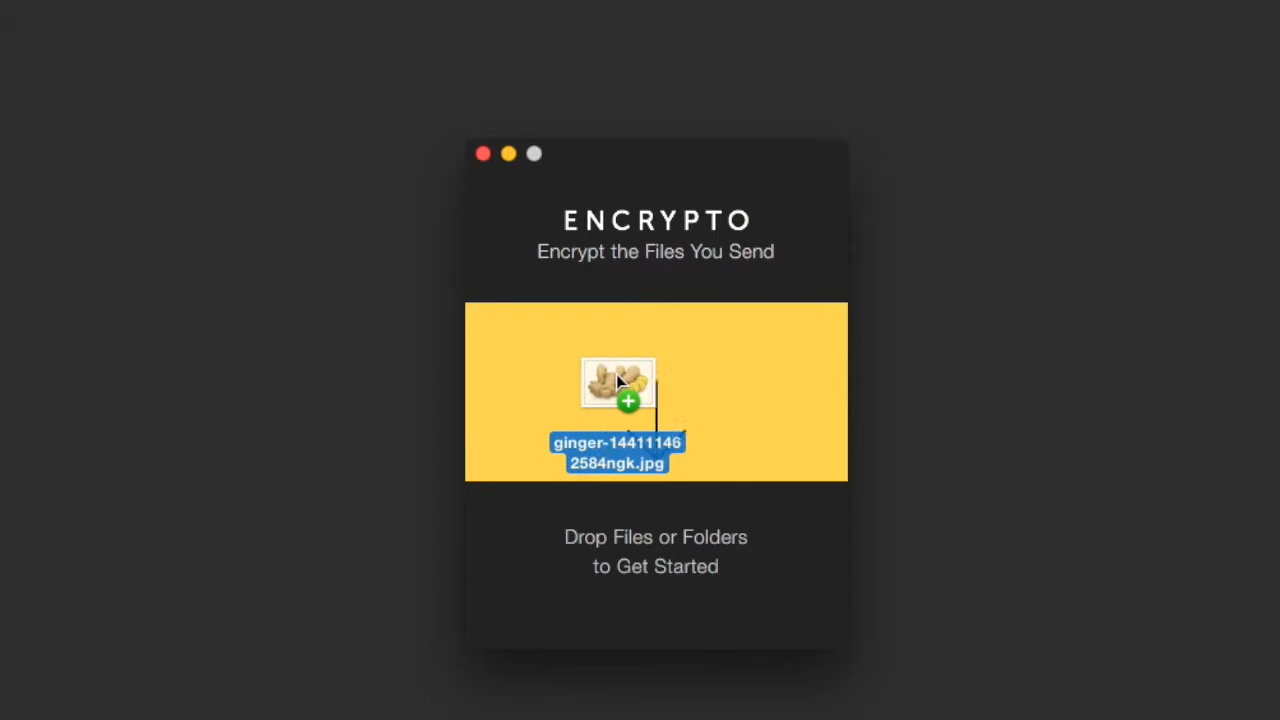 ENCRYPTO
Encrypt the Files You Send
ginger-14411146
2584ngk.jpg
Drop Files or Folders
to Get Started